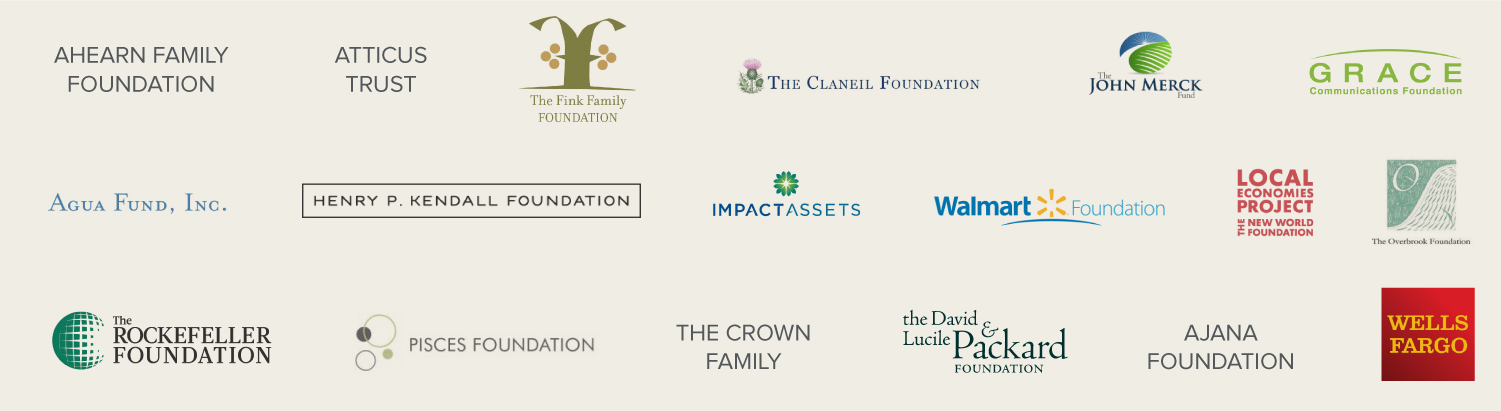 AHEARN FAMILY
FOUNDATION
ATTICUS
TRUST
The Fink Family
FOUNDATION
THE CLANEIL FOUNDATION
The
JOHN MERCK
Fund
GRACE
Communications Foundation
AGUA FUND, INC.
HENRY P. KENDALL FOUNDATION
IMPACTASSETS
Walmart Foundation
LOCAL
ECONOMIES
PROJECT
THE NEW WORLD
FOUNDATION
O
The Overbrook Foundation
The
ROCKEFELLER
FOUNDATION
PISCES FOUNDATION
THE CROWN
FAMILY
the David &
Lucile Packard
FOUNDATION
AJANA
FOUNDATION
WELLS
FARGO